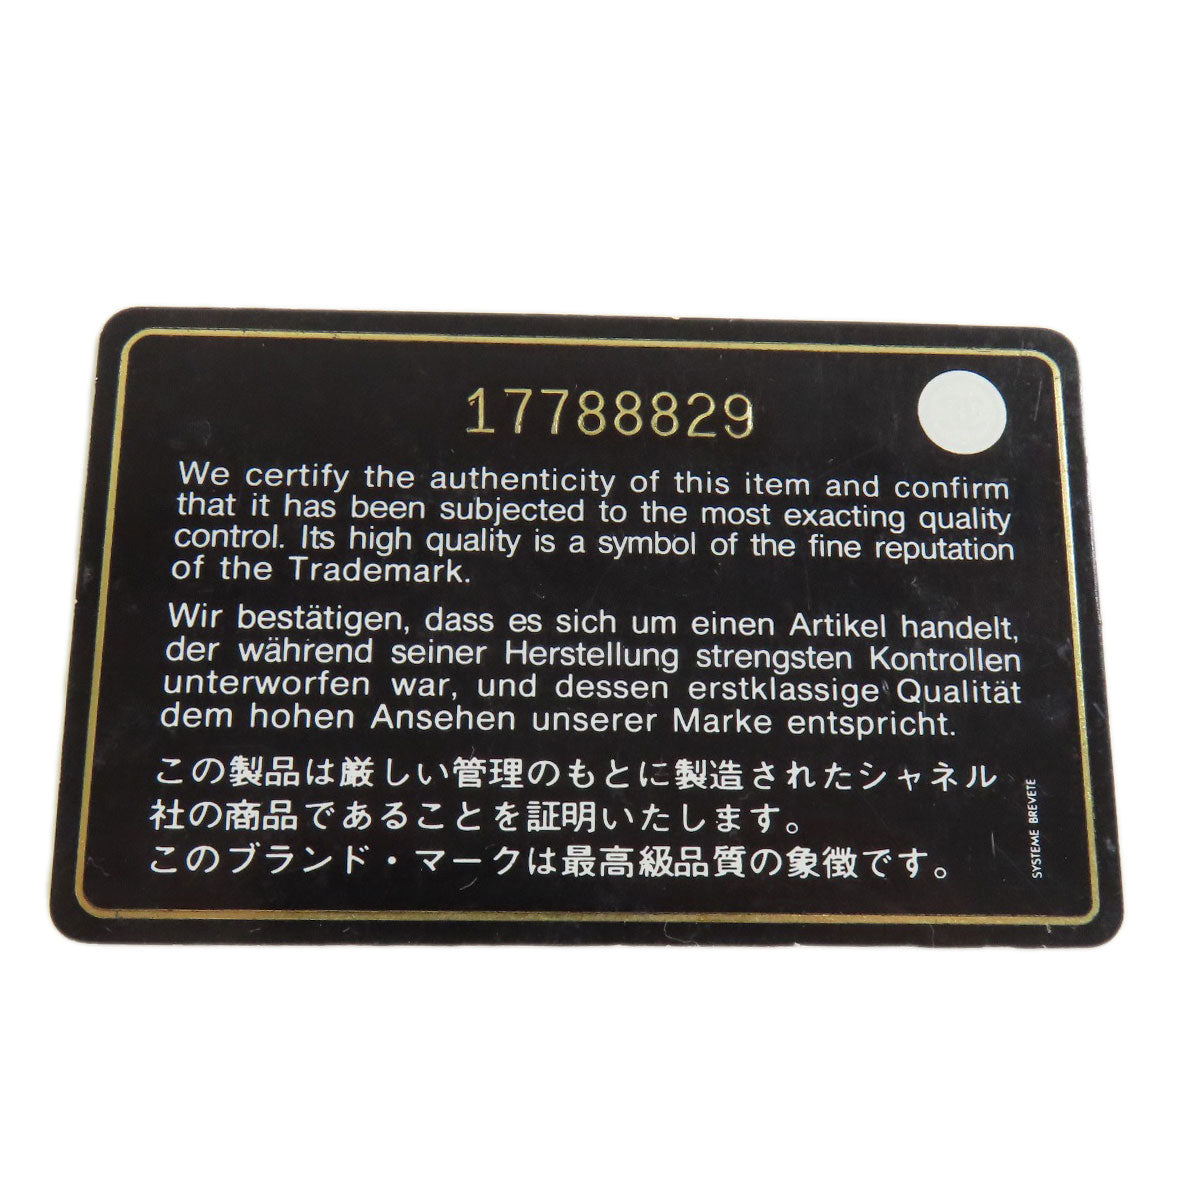 17788829
We certify the authenticity of this item and confirm
that it has been subjected to the most exacting quality
control. Its high quality is a symbol of the fine reputation
of the Trademark.
Wir bestätigen, dass es sich um einen Artikel handelt,
der während seiner Herstellung strengsten Kontrollen
unterworfen war, und dessen erstklassige Qualität
dem hohen Ansehen unserer Marke entspricht.
この製品は厳しい管理のもとに製造されたシャネル
社の商品であることを証明いたします。
このブランド・マークは最高級品質の象徴です。
SYSTEME BREVETE